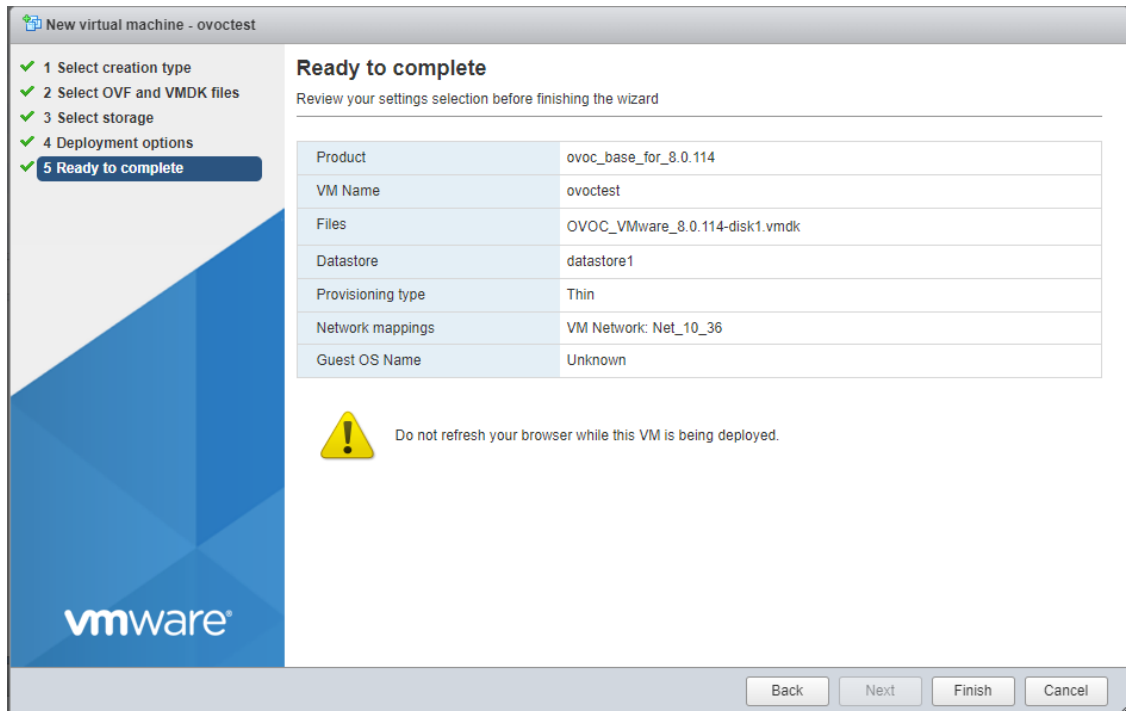 New virtual machine - ovoctest
1 Select creation type
2 Select OVF and VMDK files
3 Select storage
4 Deployment options
5 Ready to complete
Ready to complete
Review your settings selection before finishing the wizard
Product ovoc_base_for_8.0.114
VM Name ovoctest
Files OVOC_VMware_8.0.114-disk1.vmdk
Datastore datastore1
Provisioning type Thin
Network mappings VM Network: Net_10_36
Guest OS Name Unknown
Do not refresh your browser while this VM is being deployed.
vmware®
Back Next Finish Cancel